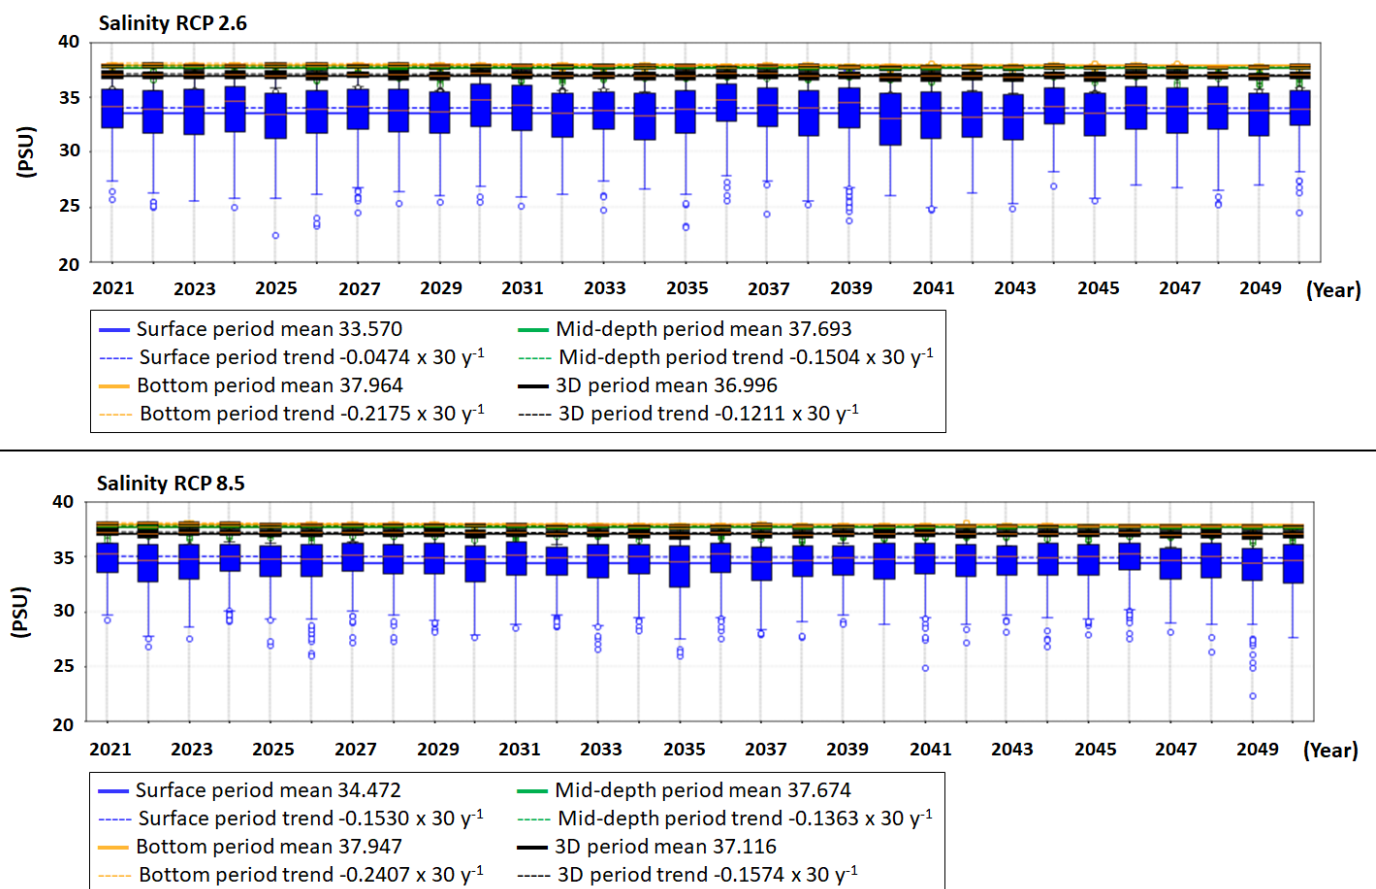 Salinity RCP 2.6
40
35
30
25
20
(PSU)
2021 2023 2025 2027 2029 2031 2033 2035 2037 2039 2041 2043 2045 2047 2049 (Year)
Surface period mean 33.570 Mid-depth period mean 37.693
Surface period trend -0.0474 x 30 y⁻¹ Mid-depth period trend -0.1504 x 30 y⁻¹
Bottom period mean 37.964 3D period mean 36.996
Bottom period trend -0.2175 x 30 y⁻¹ 3D period trend -0.1211 x 30 y⁻¹
Salinity RCP 8.5
40
35
30
25
20
(PSU)
2021 2023 2025 2027 2029 2031 2033 2035 2037 2039 2041 2043 2045 2047 2049 (Year)
Surface period mean 34.472 Mid-depth period mean 37.674
Surface period trend -0.1530 x 30 y⁻¹ Mid-depth period trend -0.1363 x 30 y⁻¹
Bottom period mean 37.947 3D period mean 37.116
Bottom period trend -0.2407 x 30 y⁻¹ 3D period trend -0.1574 x 30 y⁻¹